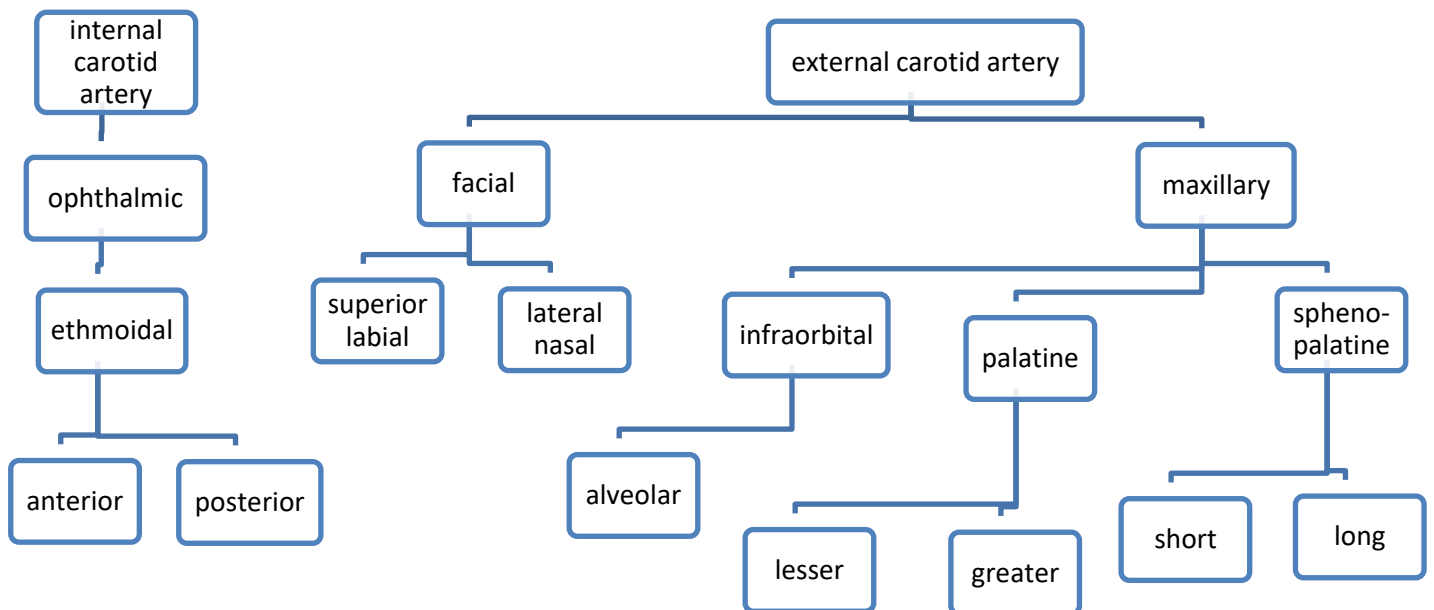 internal
carotid
artery
external carotid artery
ophthalmic
facial
maxillary
ethmoidal
superior
labial
lateral
nasal
infraorbital
palatine
spheno-
palatine
anterior
posterior
alveolar
lesser
greater
short
long